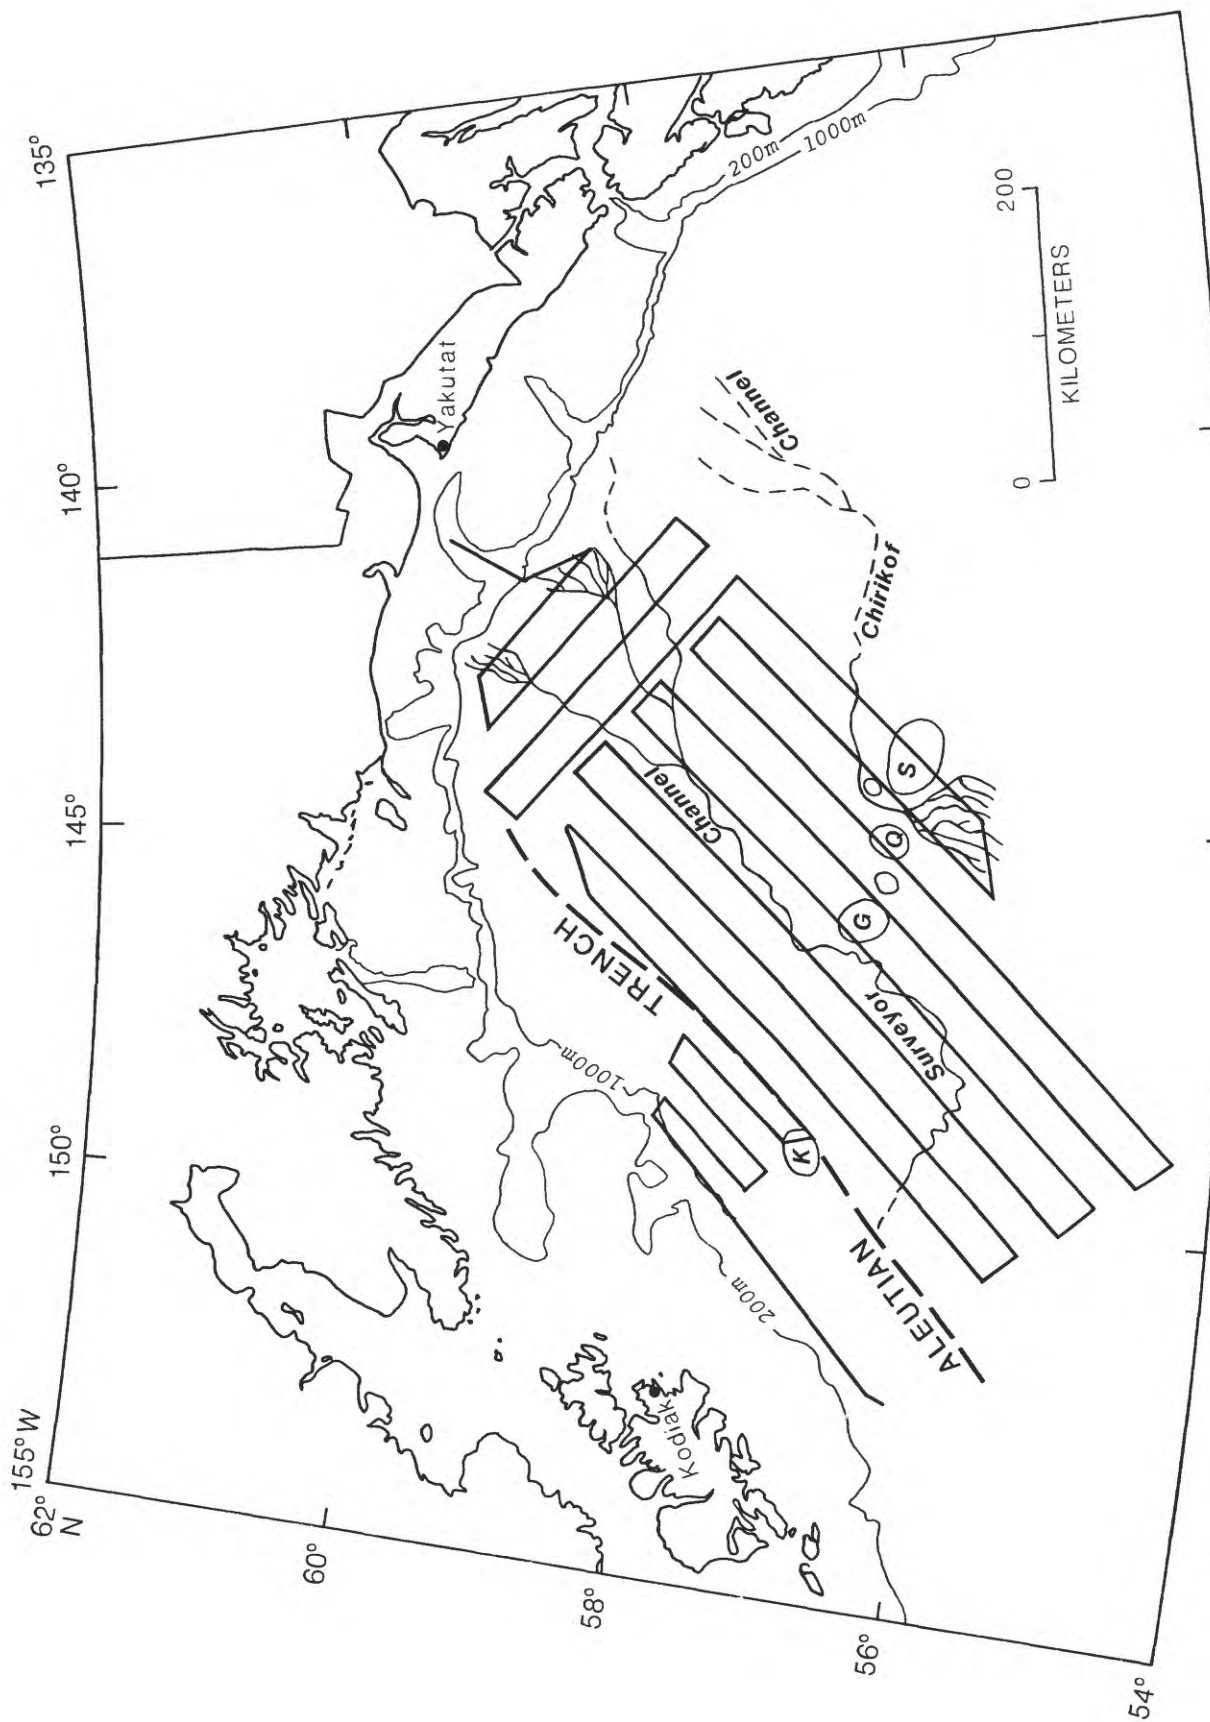 155° W
150°
145°
140°
135°
62°
N
60°
58°
56°
54°
Yakutat
Kodiak
200m
1000m
1000m
200m
TRENCH
ALEUTIAN
Channel
Surveyor
Channel
Chirikof
K
G
Q
S
0
200
KILOMETERS